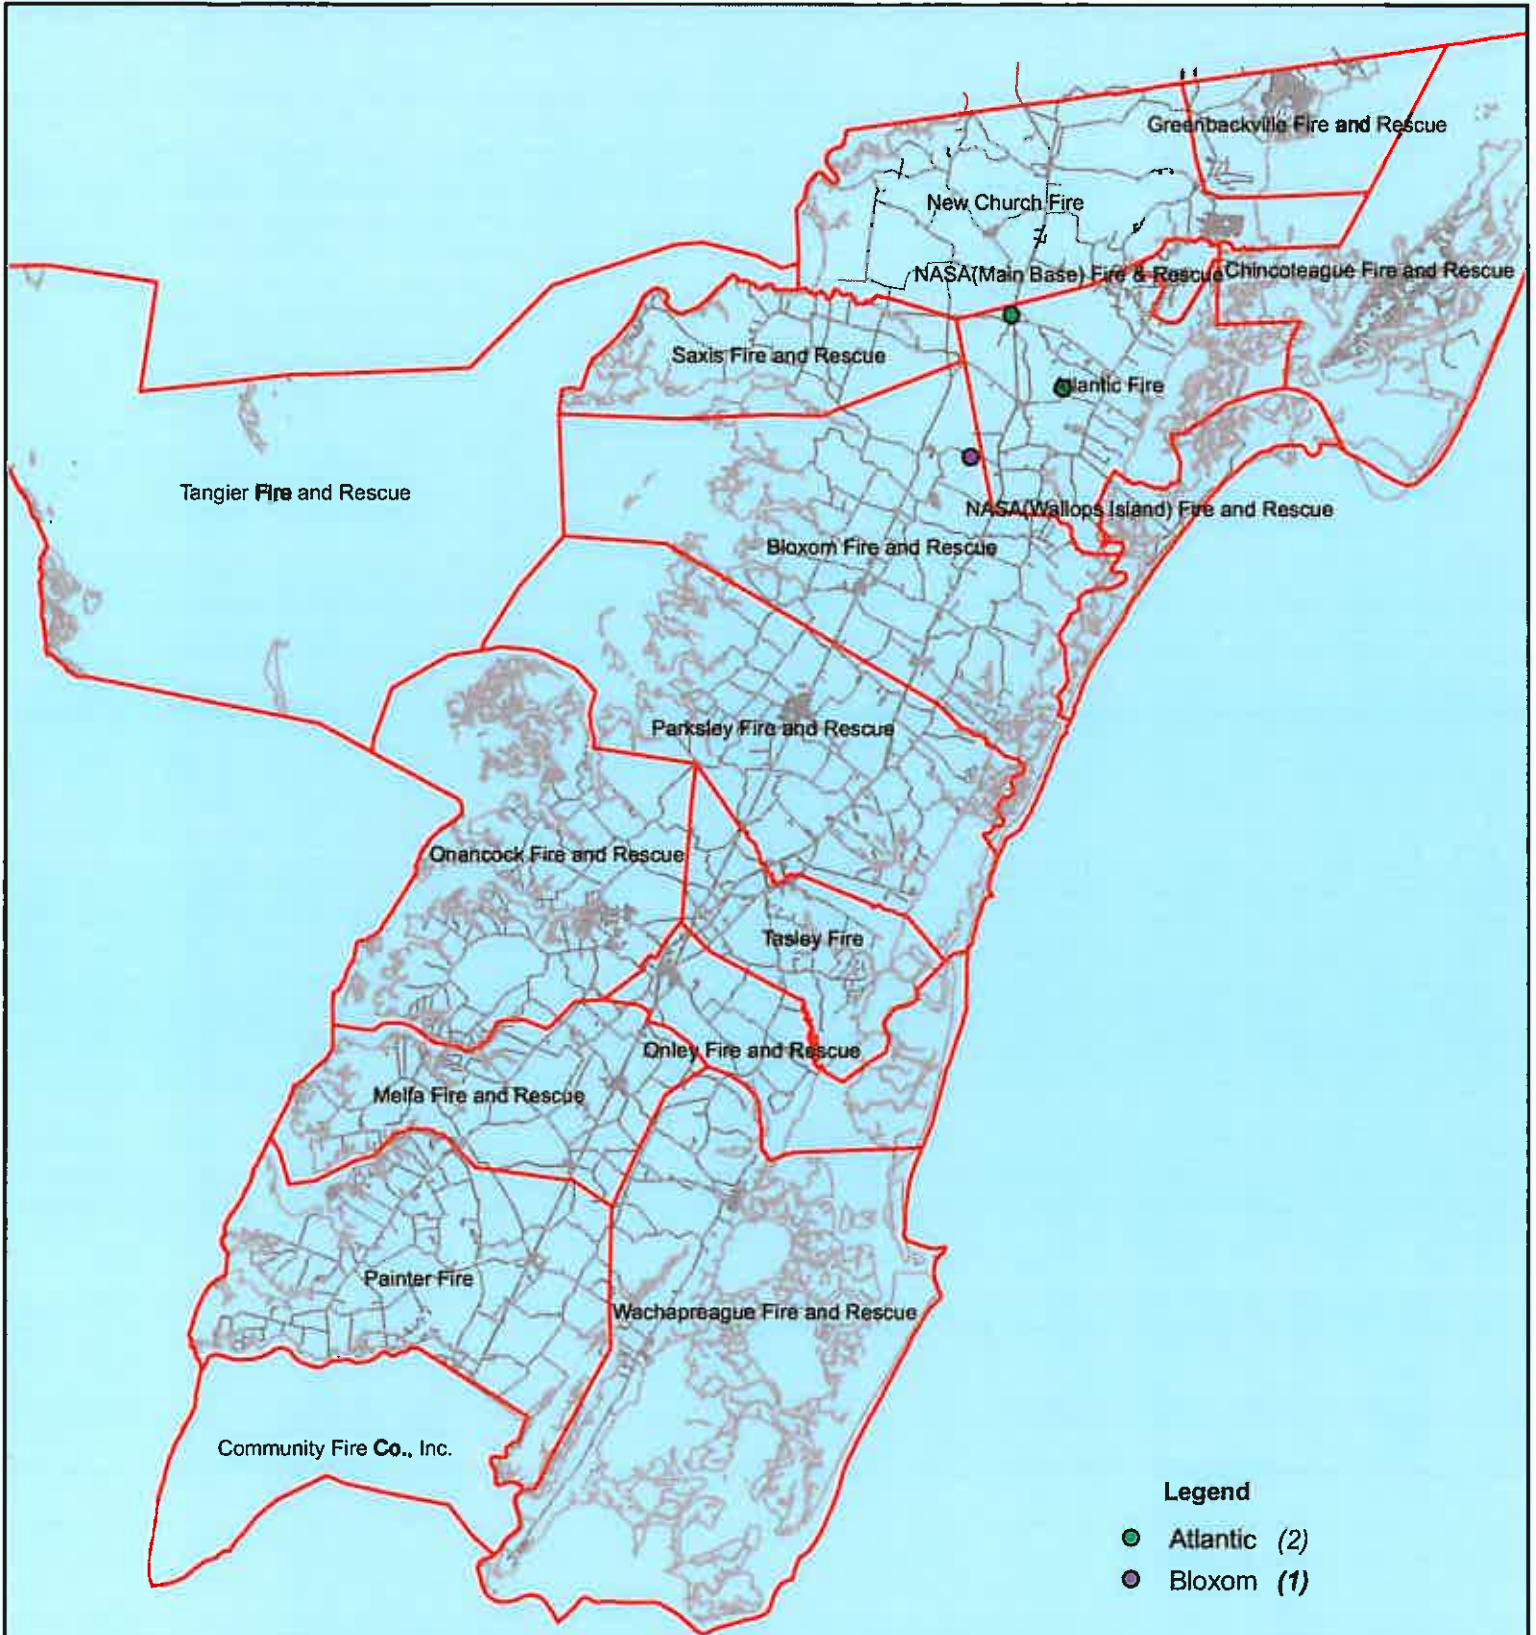 Greenbackville Fire and Rescue
New Church Fire
NASA(Main Base) Fire & Rescue
Chincoteague Fire and Rescue
Saxis Fire and Rescue
Atlantic Fire
Tangier Fire and Rescue
NASA(Wallops Island) Fire and Rescue
Bloxom Fire and Rescue
Parksley Fire and Rescue
Onancock Fire and Rescue
Tasley Fire
Onley Fire and Rescue
Melfa Fire and Rescue
Painter Fire
Wachapreague Fire and Rescue
Community Fire Co., Inc.
Legend
Atlantic (2)
Bloxom (1)